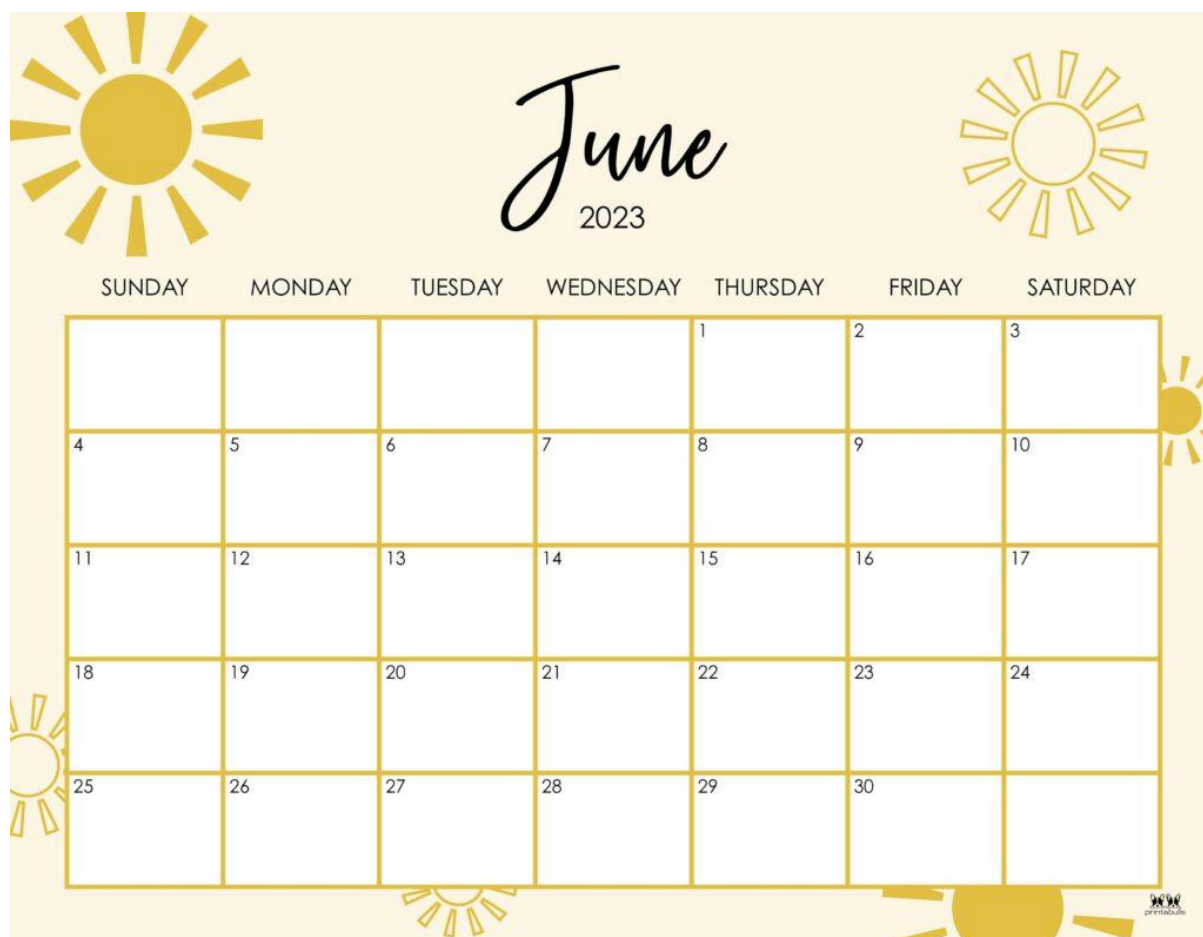 June
2023
SUNDAY MONDAY TUESDAY WEDNESDAY THURSDAY FRIDAY SATURDAY
1 2 3
4 5 6 7 8 9 10
11 12 13 14 15 16 17
18 19 20 21 22 23 24
25 26 27 28 29 30
printabulls